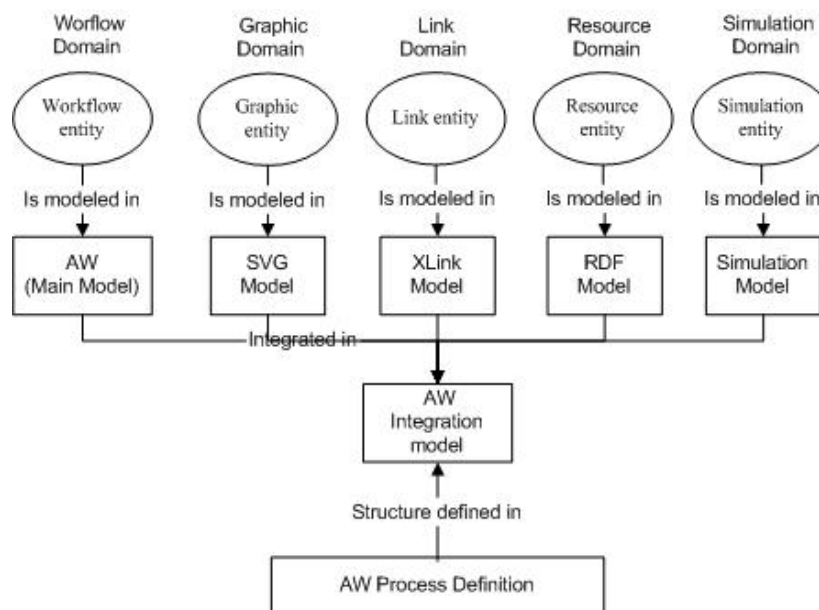 Worflow
Domain
Graphic
Domain
Link
Domain
Resource
Domain
Simulation
Domain
Workflow
entity
Graphic
entity
Link entity
Resource
entity
Simulation
entity
Is modeled in
Is modeled in
Is modeled in
Is modeled in
Is modeled in
AW
(Main Model)
SVG
Model
XLink
Model
RDF
Model
Simulation
Model
Integrated in
AW
Integration
model
Structure defined in
AW Process Definition